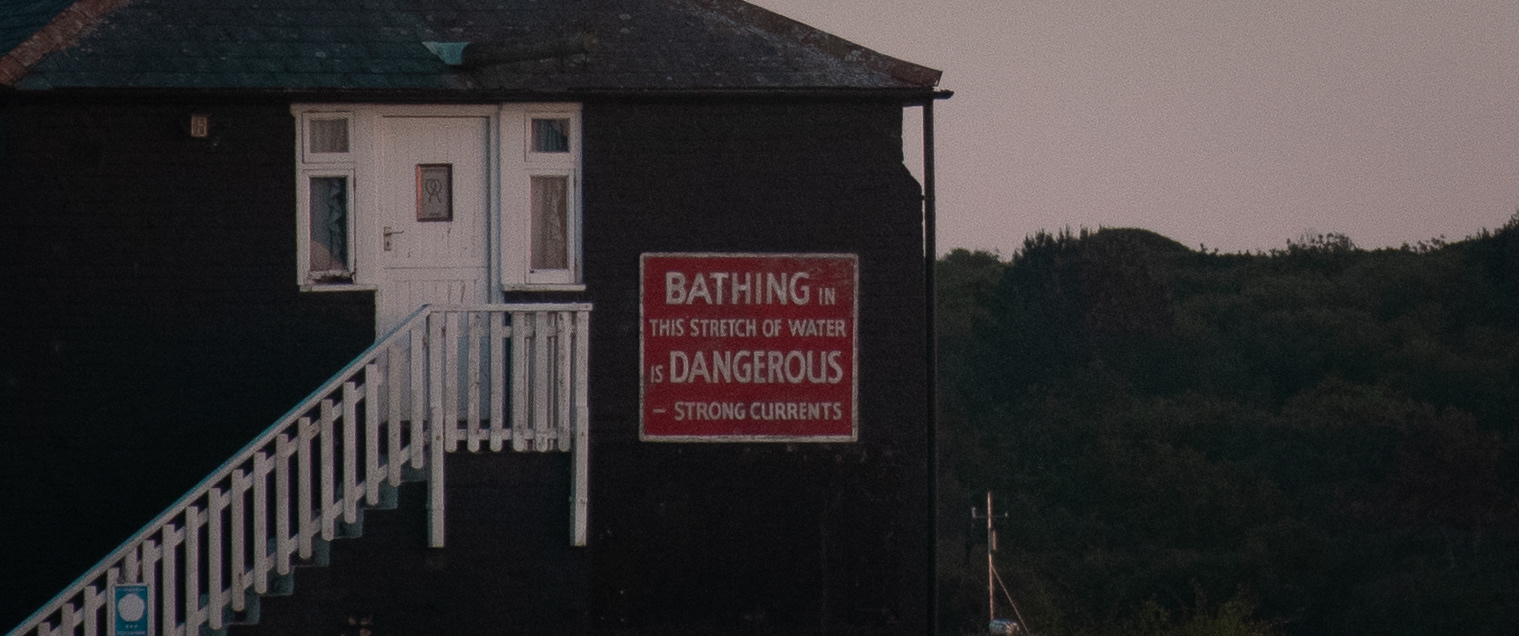 BATHING IN
THIS STRETCH OF WATER
IS DANGEROUS
– STRONG CURRENTS